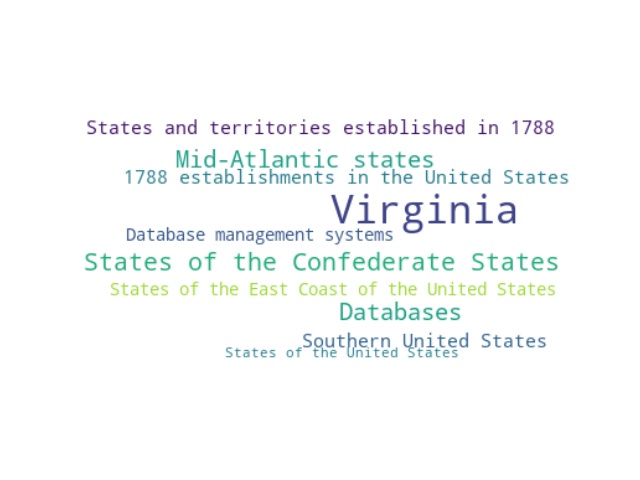 States and territories established in 1788
Mid-Atlantic states
1788 establishments in the United States
Virginia
Database management systems
States of the Confederate States
States of the East Coast of the United States
Databases
Southern United States
States of the United States